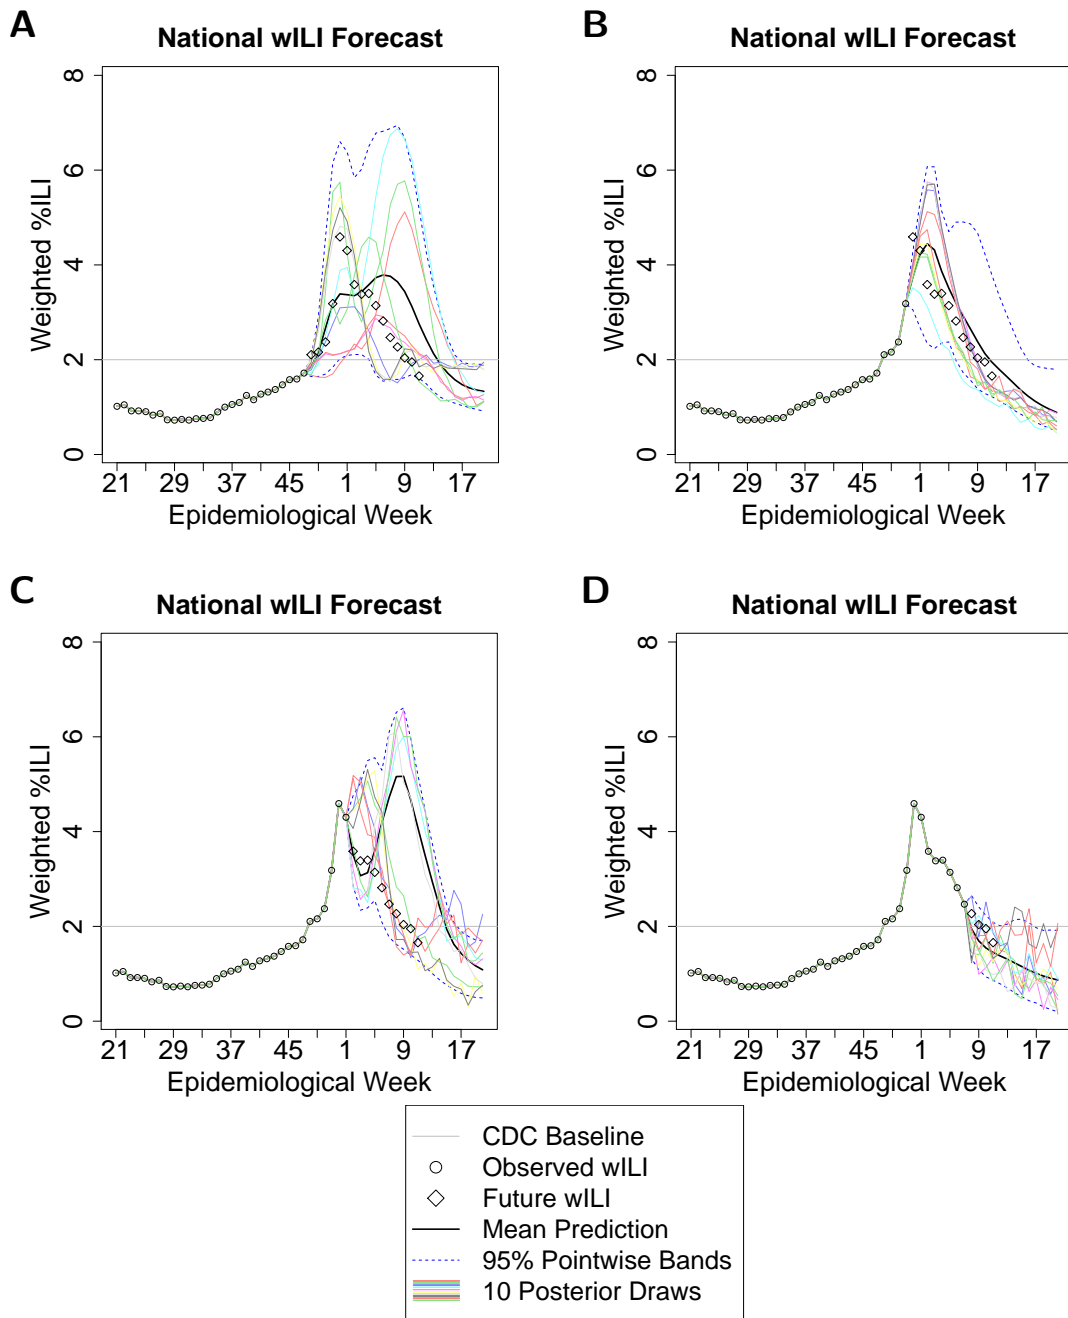 A
National wILI Forecast
Weighted %ILI
0 2 4 6 8
21 29 37 45 1 9 17
Epidemiological Week
B
National wILI Forecast
Weighted %ILI
0 2 4 6 8
21 29 37 45 1 9 17
Epidemiological Week
C
National wILI Forecast
Weighted %ILI
0 2 4 6 8
21 29 37 45 1 9 17
Epidemiological Week
D
National wILI Forecast
Weighted %ILI
0 2 4 6 8
21 29 37 45 1 9 17
Epidemiological Week
CDC Baseline
Observed wILI
Future wILI
Mean Prediction
95% Pointwise Bands
10 Posterior Draws